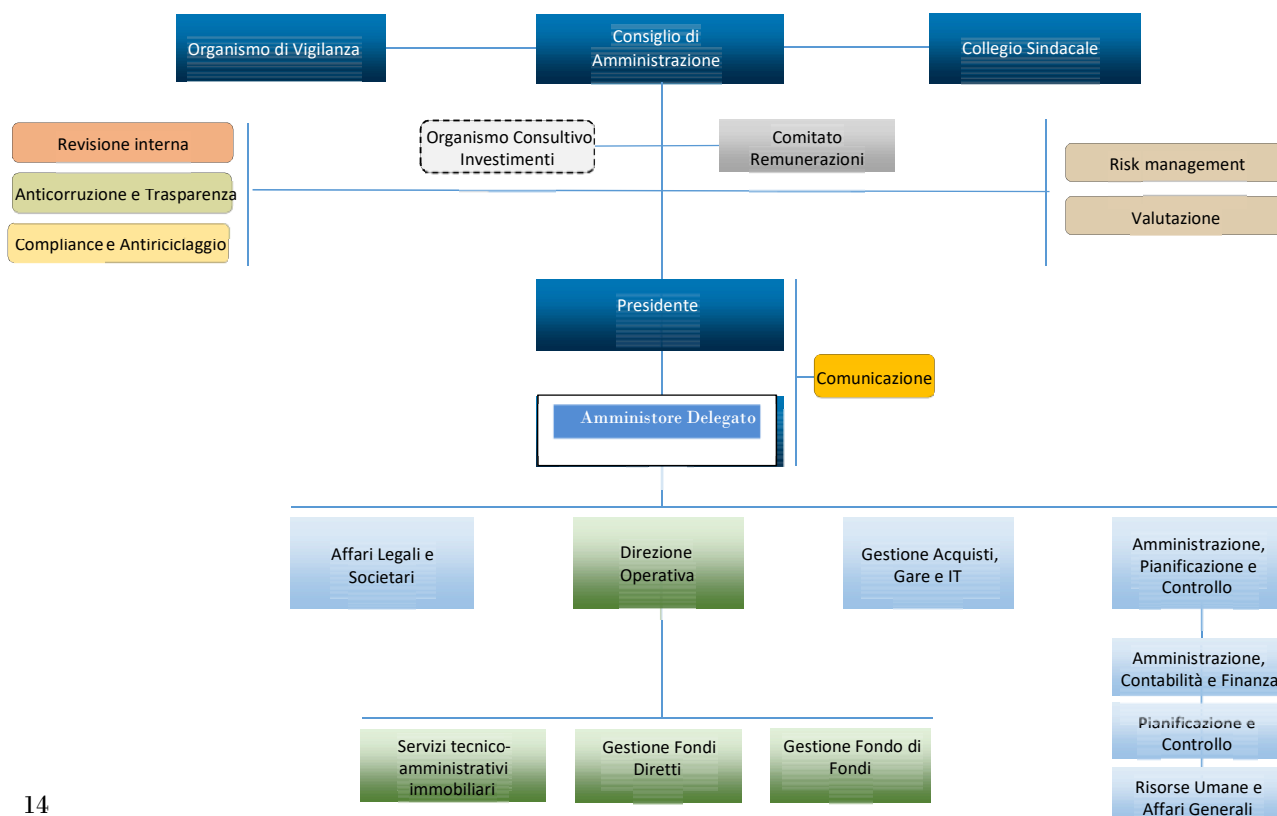 Organismo di Vigilanza
Consiglio di
Amministrazione
Collegio Sindacale
Revisione interna
Anticorruzione e Trasparenza
Compliance e Antiriciclaggio
Organismo Consultivo
Investimenti
Comitato
Remunerazioni
Risk management
Valutazione
Presidente
Comunicazione
Amministore Delegato
Affari Legali e
Societari
Direzione
Operativa
Gestione Acquisti,
Gare e IT
Amministrazione,
Pianificazione e
Controllo
Amministrazione,
Contabilità e Finanza
Pianificazione e
Controllo
Risorse Umane e
Affari Generali
Servizi tecnico-
amministrativi
immobiliari
Gestione Fondi
Diretti
Gestione Fondo di
Fondi
14